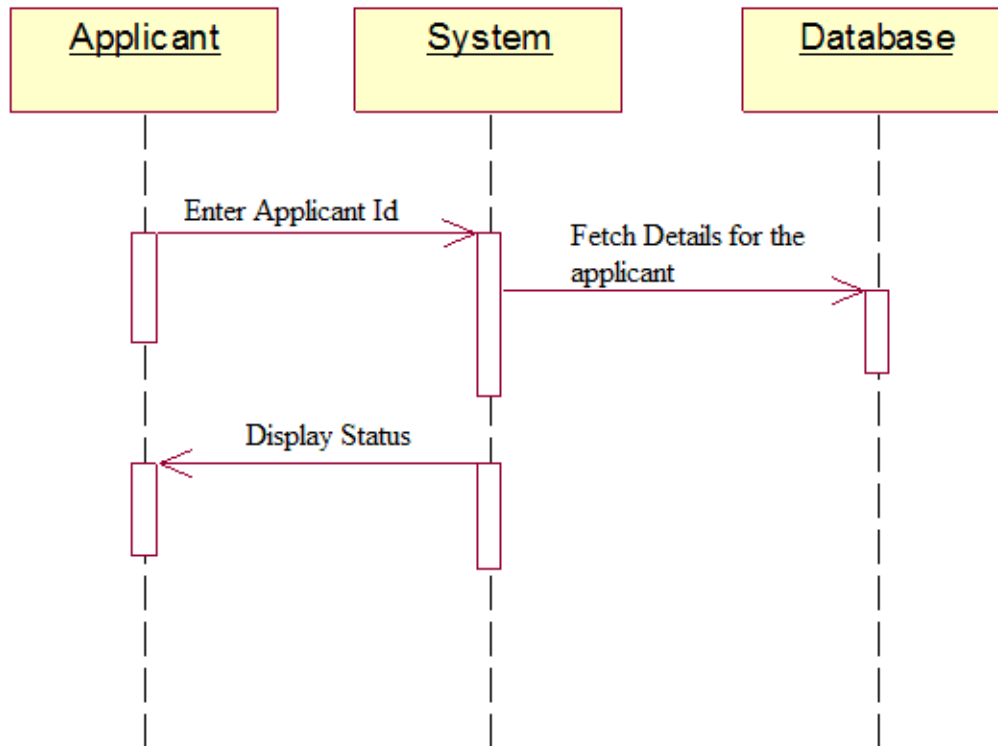 Applicant
System
Database
Enter Applicant Id
Fetch Details for the
applicant
Display Status